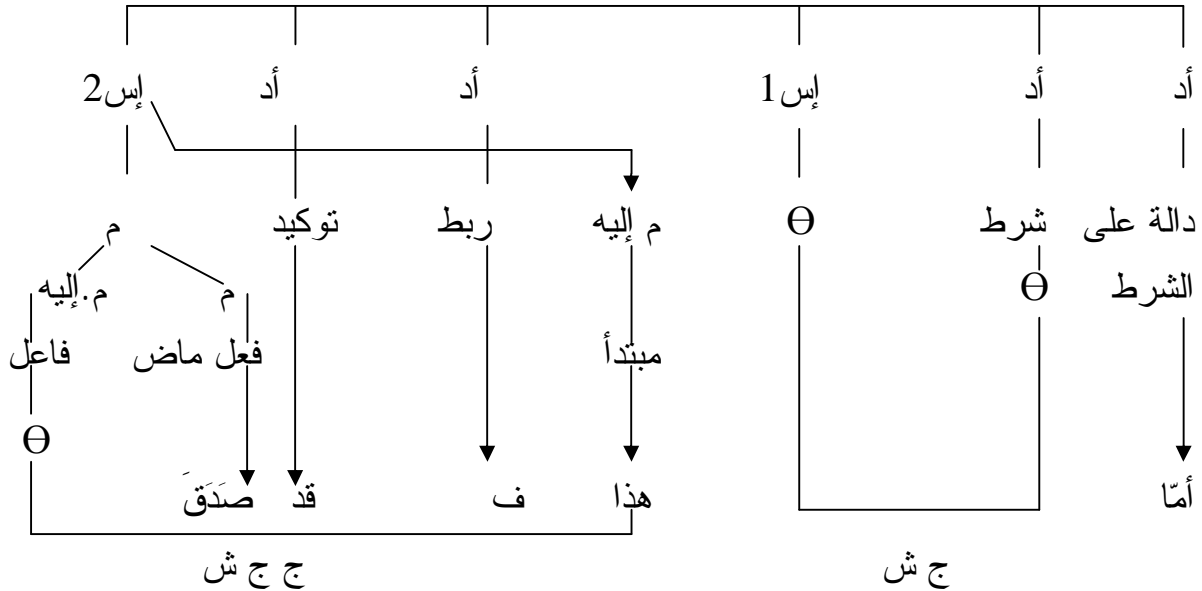 أد أد إس1 أد أد إس2
دالة على الشرط شرط Ө م إليه ربط توكيد م
Ө م م.إليه
مبتدأ فعل ماض فاعل
Ө
أمّا هذا ف قد صَدَقَ
ج ش ج ج ش